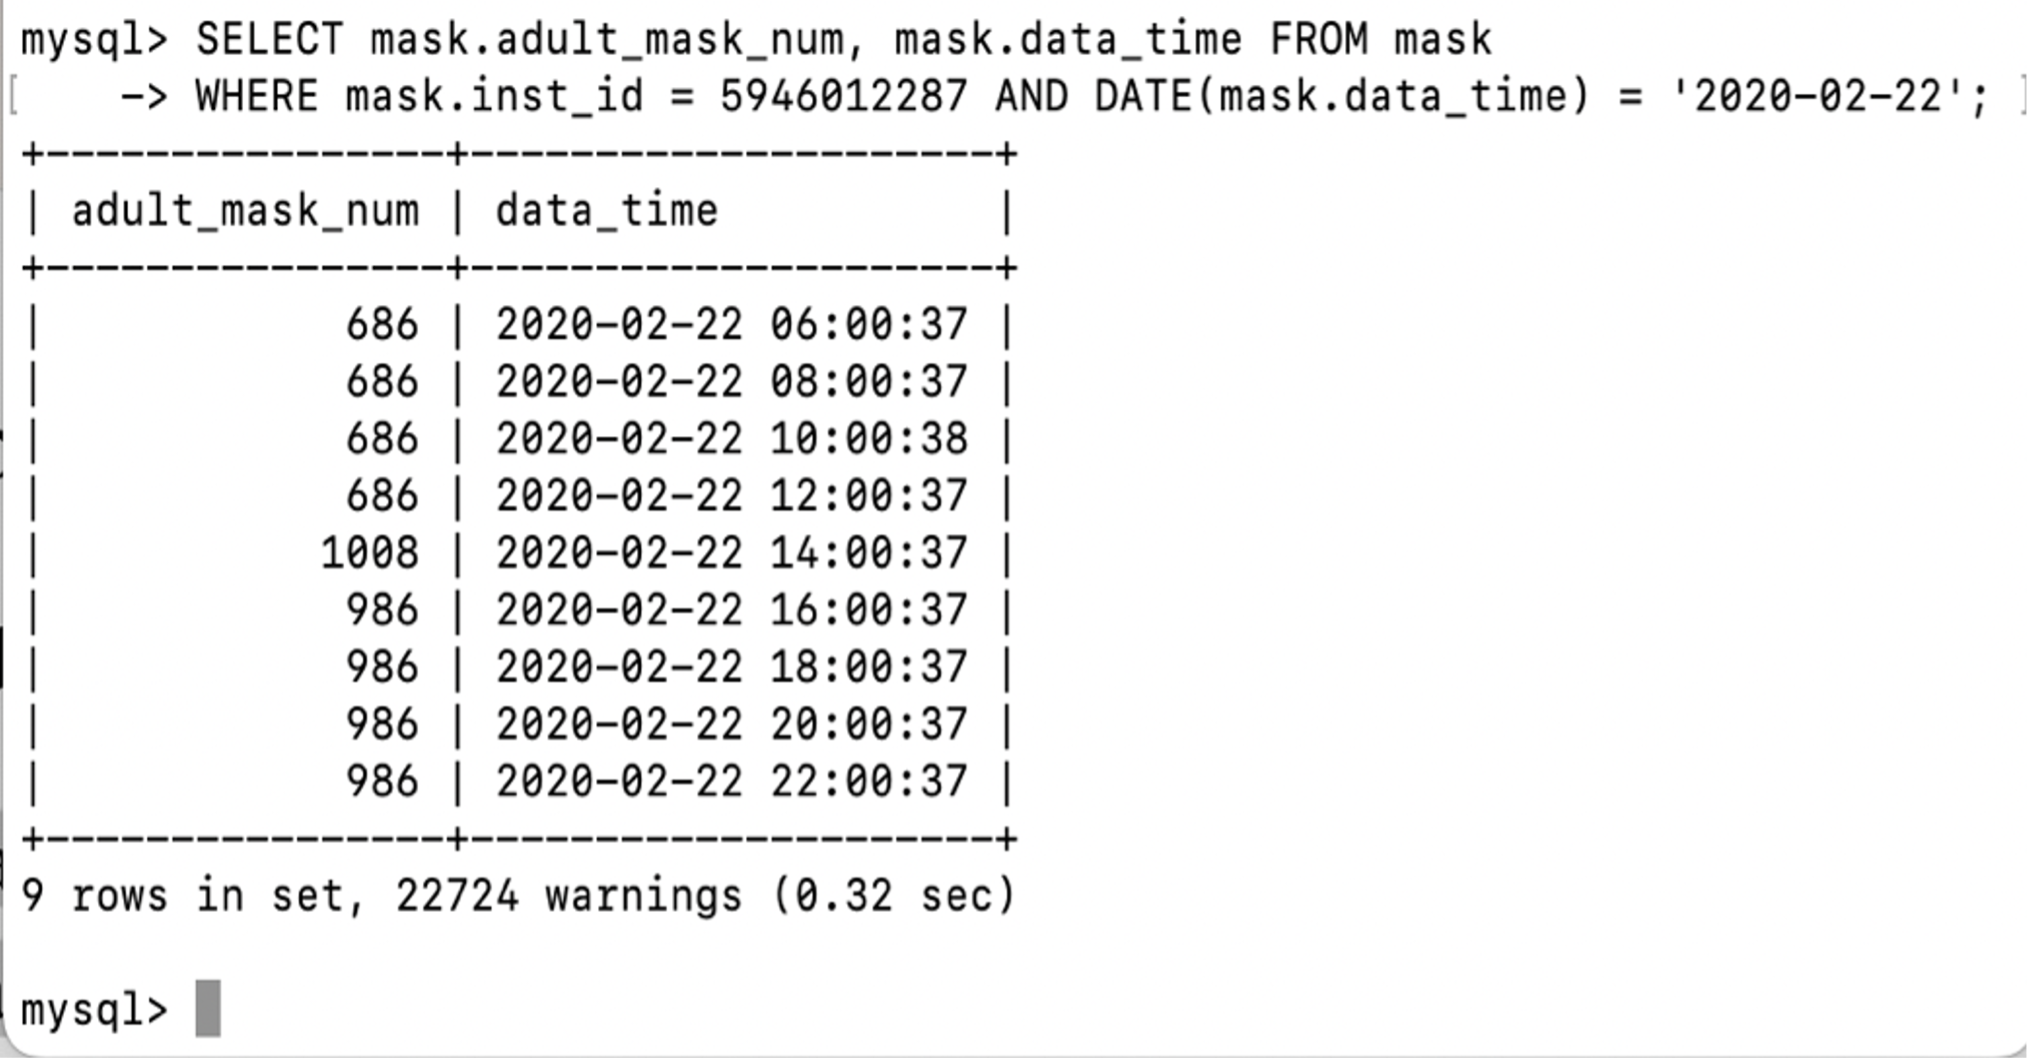 mysql> SELECT mask.adult_mask_num, mask.data_time FROM mask
[    -> WHERE mask.inst_id = 5946012287 AND DATE(mask.data_time) = '2020-02-22'; ]
+----------------+---------------------+
| adult_mask_num | data_time           |
+----------------+---------------------+
|            686 | 2020-02-22 06:00:37 |
|            686 | 2020-02-22 08:00:37 |
|            686 | 2020-02-22 10:00:38 |
|            686 | 2020-02-22 12:00:37 |
|           1008 | 2020-02-22 14:00:37 |
|            986 | 2020-02-22 16:00:37 |
|            986 | 2020-02-22 18:00:37 |
|            986 | 2020-02-22 20:00:37 |
|            986 | 2020-02-22 22:00:37 |
+----------------+---------------------+
9 rows in set, 22724 warnings (0.32 sec)
mysql>